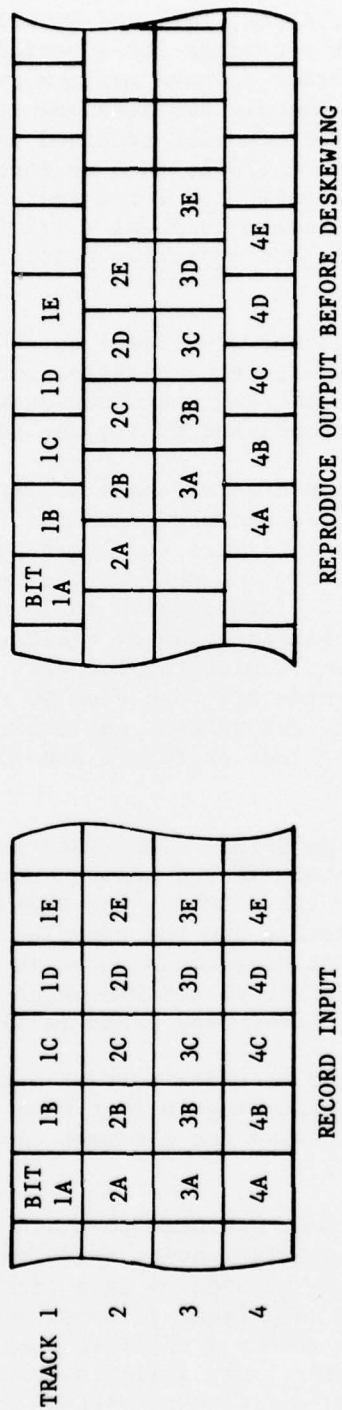 TRACK 1 BIT 1A 1B 1C 1D 1E
2 2A 2B 2C 2D 2E
3 3A 3B 3C 3D 3E
4 4A 4B 4C 4D 4E
RECORD INPUT
BIT 1A 1B 1C 1D 1E
2A 2B 2C 2D 2E
3A 3B 3C 3D 3E
4A 4B 4C 4D 4E
REPRODUCE OUTPUT BEFORE DESKEWING